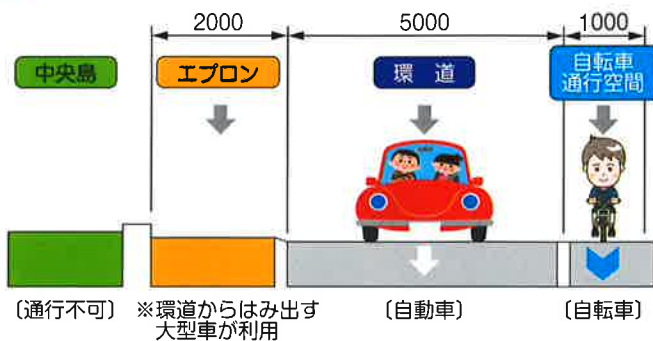 2000
5000
1000
中央島
エプロン
環 道
自転車
通行空間
〔通行不可〕
※環道からはみ出す
大型車が利用
〔自動車〕
〔自転車〕